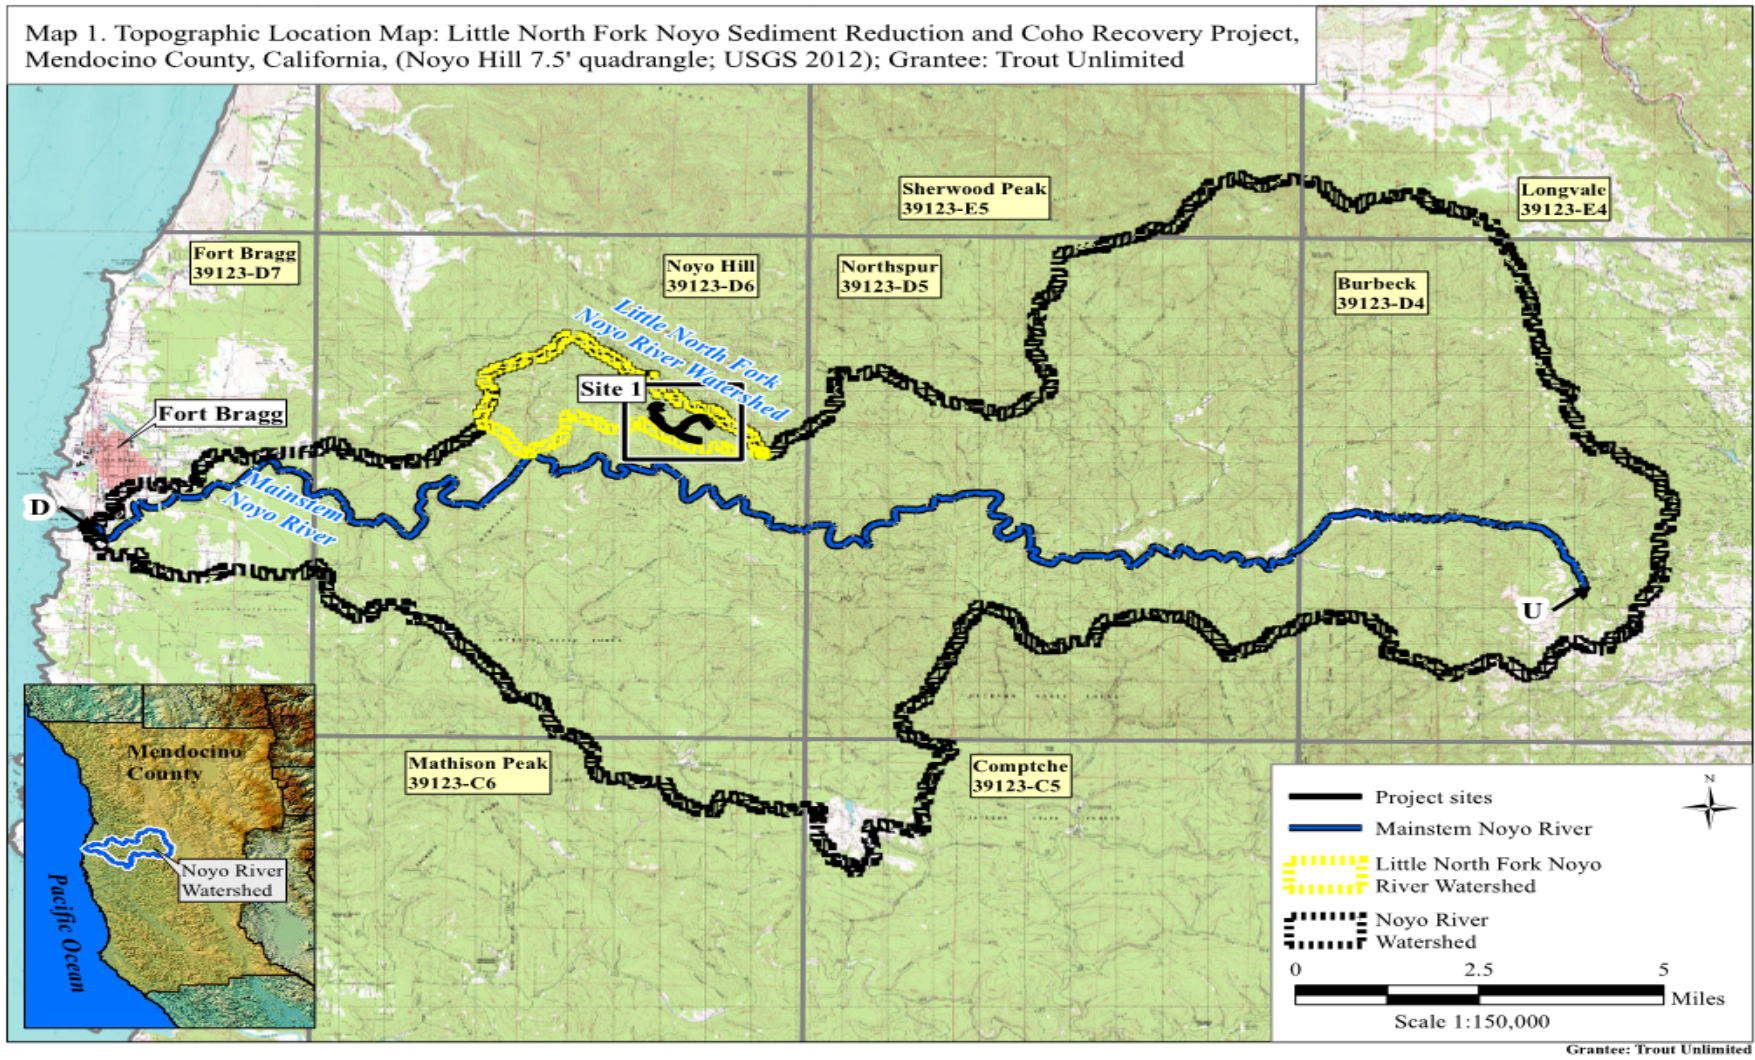 Map 1. Topographic Location Map: Little North Fork Noyo Sediment Reduction and Coho Recovery Project,
Mendocino County, California, (Noyo Hill 7.5' quadrangle; USGS 2012); Grantee: Trout Unlimited
Sherwood Peak
39123-E5
Longvale
39123-E4
Fort Bragg
39123-D7
Noyo Hill
39123-D6
Northspur
39123-D5
Burbeck
39123-D4
Little North Fork
Noyo River Watershed
Site 1
Fort Bragg
D
Mainstem
Noyo River
U
Mathison Peak
39123-C6
Comptche
39123-C5
Mendocino
County
Noyo River
Watershed
Pacific Ocean
N
Project sites
Mainstem Noyo River
Little North Fork Noyo
River Watershed
Noyo River
Watershed
0 2.5 5
Miles
Scale 1:150,000
Grantee: Trout Unlimited